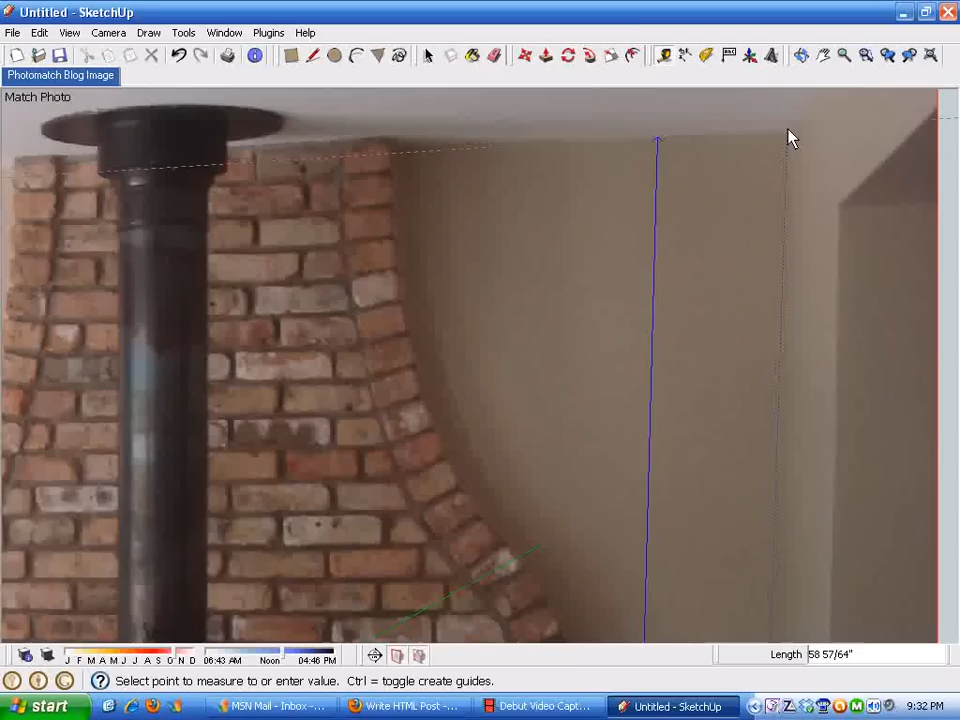 Untitled - SketchUp
File Edit View Camera Draw Tools Window Plugins Help
Photomatch Blog Image
Match Photo
J F M A M J J A S O N D 06:43 AM Noon 04:46 PM Length 58 57/64"
Select point to measure to or enter value. Ctrl = toggle create guides.
start MSN Mail - Inbox -... Write HTML Post -... Debut Video Capt... Untitled - SketchUp 9:32 PM